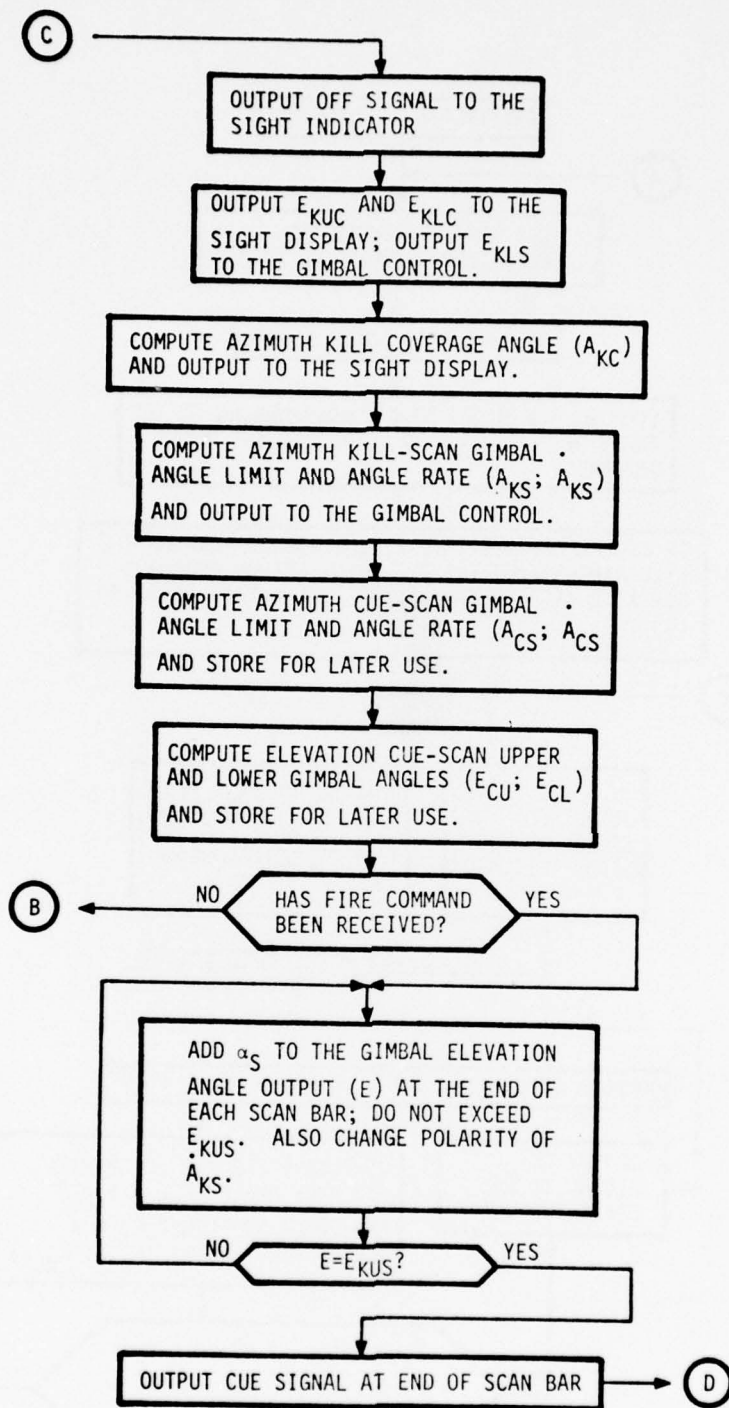 C
OUTPUT OFF SIGNAL TO THE
SIGHT INDICATOR
OUTPUT E_KUC AND E_KLC TO THE
SIGHT DISPLAY; OUTPUT E_KLS
TO THE GIMBAL CONTROL.
COMPUTE AZIMUTH KILL COVERAGE ANGLE (A_KC)
AND OUTPUT TO THE SIGHT DISPLAY.
COMPUTE AZIMUTH KILL-SCAN GIMBAL
ANGLE LIMIT AND ANGLE RATE (A_KS; Ȧ_KS)
AND OUTPUT TO THE GIMBAL CONTROL.
COMPUTE AZIMUTH CUE-SCAN GIMBAL
ANGLE LIMIT AND ANGLE RATE (A_CS; Ȧ_CS
AND STORE FOR LATER USE.
COMPUTE ELEVATION CUE-SCAN UPPER
AND LOWER GIMBAL ANGLES (E_CU; E_CL)
AND STORE FOR LATER USE.
B
NO
HAS FIRE COMMAND
BEEN RECEIVED?
YES
ADD α_S TO THE GIMBAL ELEVATION
ANGLE OUTPUT (E) AT THE END OF
EACH SCAN BAR; DO NOT EXCEED
E_KUS. ALSO CHANGE POLARITY OF
Ȧ_KS.
NO
E=E_KUS?
YES
OUTPUT CUE SIGNAL AT END OF SCAN BAR
D